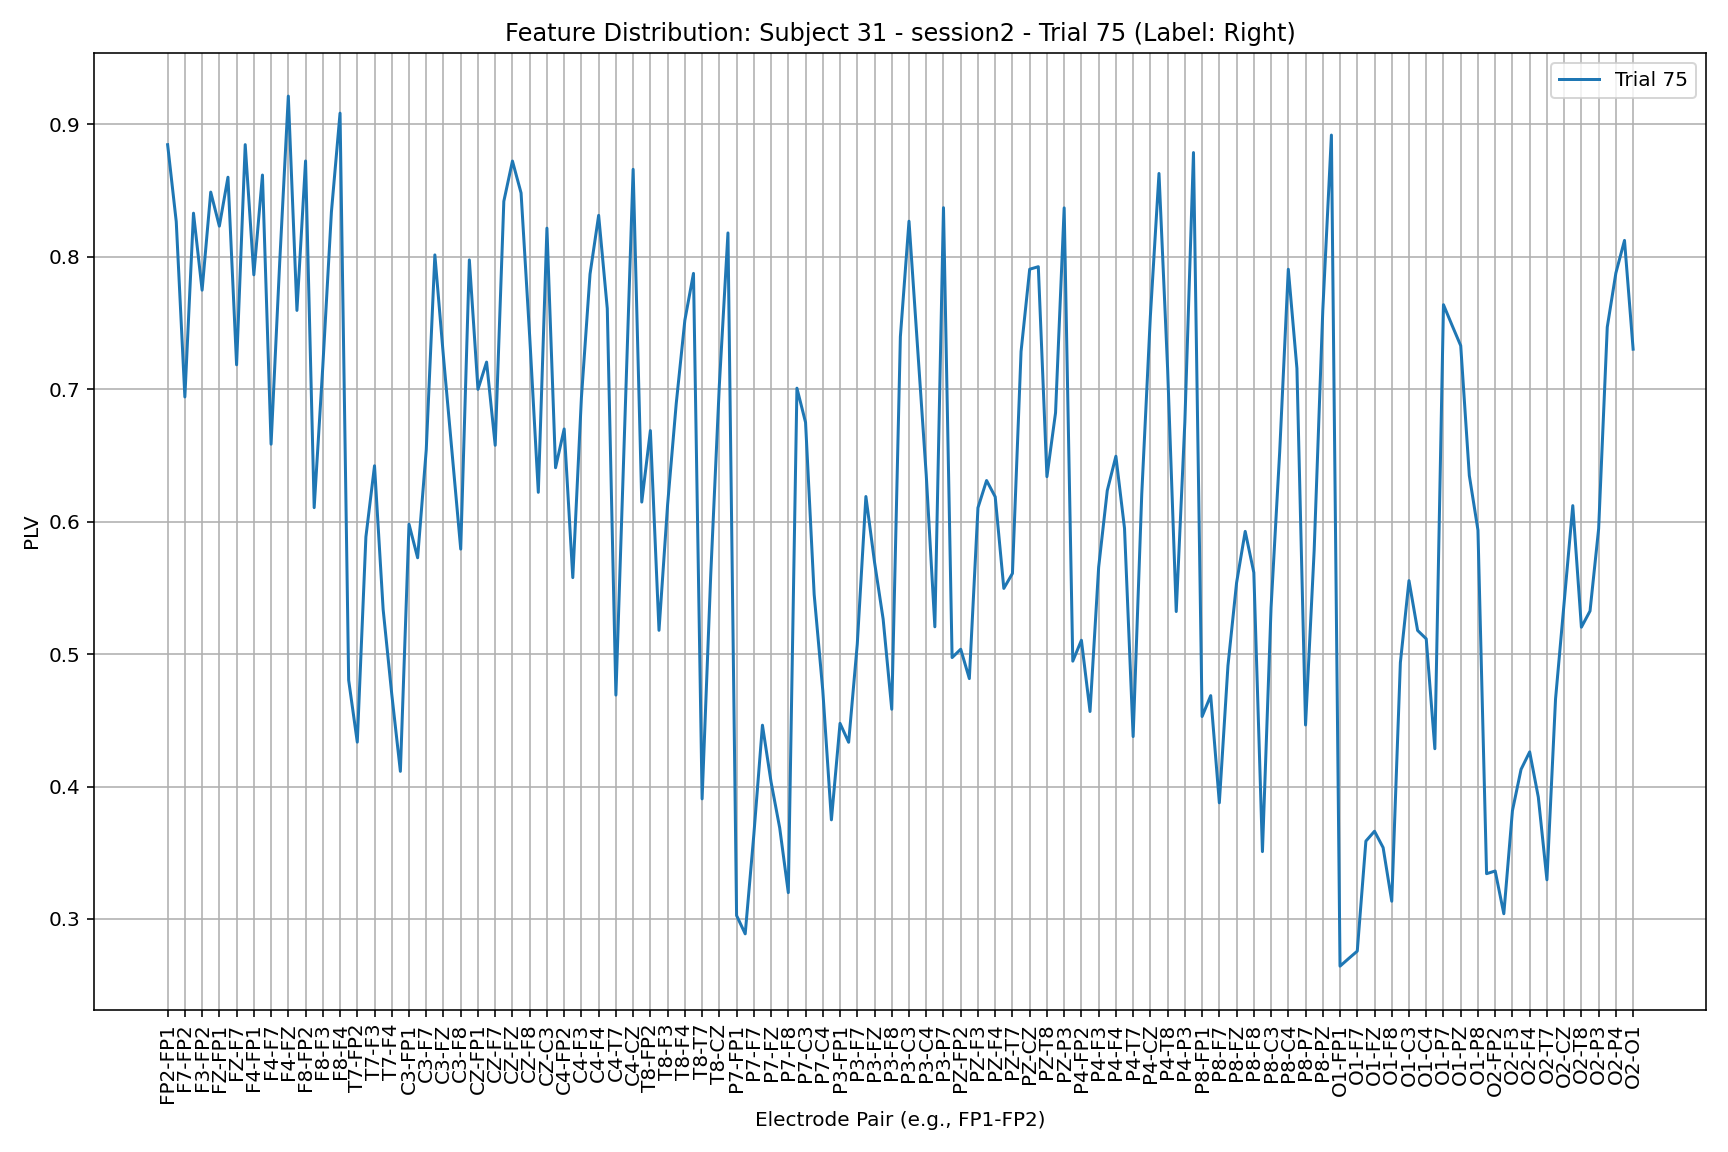 Feature Distribution: Subject 31 - session2 - Trial 75 (Label: Right)
Trial 75
PLV
0.9
0.8
0.7
0.6
0.5
0.4
0.3
FP2-FP1
F7-FP2
F3-FP2
FZ-FP1
FZ-F7
F4-FP1
F4-F7
F4-FZ
F8-FP2
F8-F3
F8-F4
T7-FP2
T7-F3
T7-F4
C3-FP1
C3-F7
C3-FZ
C3-F8
CZ-FP1
CZ-F7
CZ-FZ
CZ-F8
CZ-C3
C4-FP2
C4-F3
C4-F4
C4-T7
C4-CZ
T8-FP2
T8-F3
T8-F4
T8-T7
T8-CZ
P7-FP1
P7-F7
P7-FZ
P7-F8
P7-C3
P7-C4
P3-FP1
P3-F7
P3-FZ
P3-F8
P3-C3
P3-C4
P3-P7
PZ-FP2
PZ-F3
PZ-F4
PZ-T7
PZ-CZ
PZ-T8
PZ-P3
P4-FP2
P4-F3
P4-F4
P4-T7
P4-CZ
P4-T8
P4-P3
P8-FP1
P8-F7
P8-FZ
P8-F8
P8-C3
P8-C4
P8-P7
P8-PZ
O1-FP1
O1-F7
O1-FZ
O1-F8
O1-C3
O1-C4
O1-P7
O1-PZ
O1-P8
O2-FP2
O2-F3
O2-F4
O2-T7
O2-CZ
O2-T8
O2-P3
O2-P4
O2-O1
Electrode Pair (e.g., FP1-FP2)